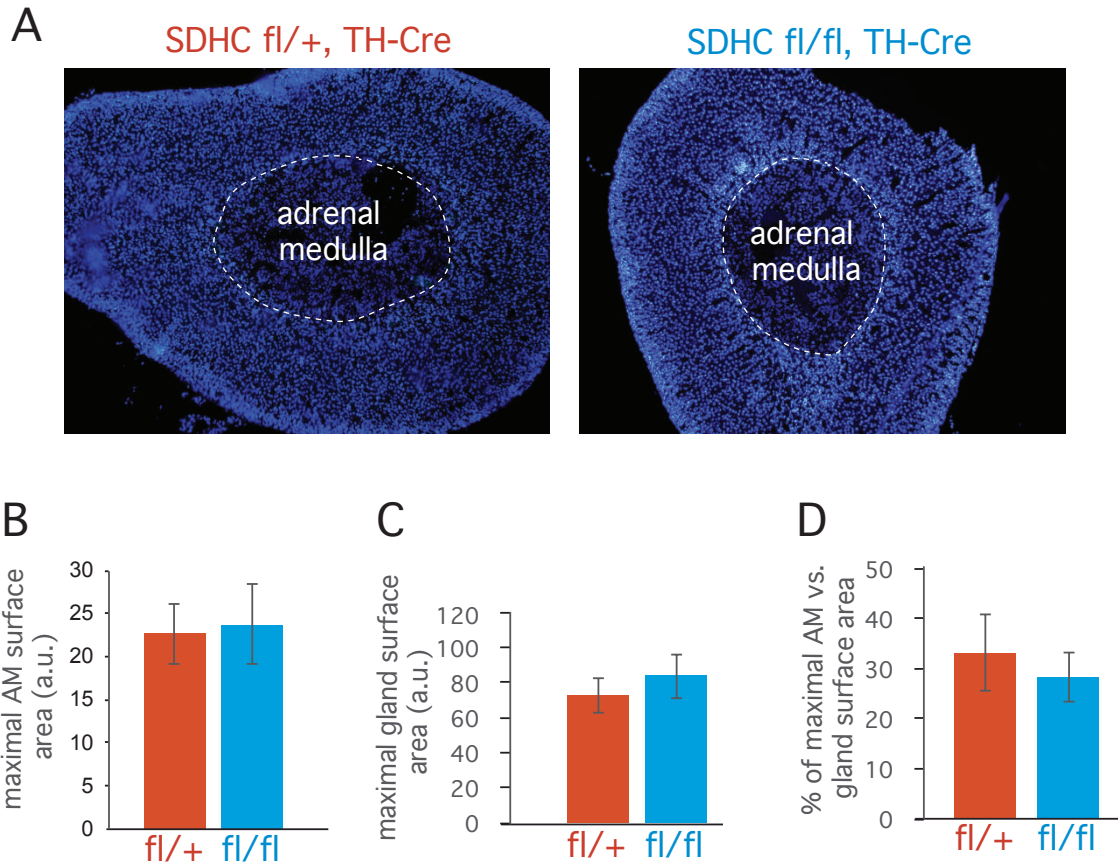 A
SDHC fl/+, TH-Cre
SDHC fl/fl, TH-Cre
adrenal
medulla
adrenal
medulla
B
maximal AM surface
area (a.u.)
30
25
20
15
10
5
0
fl/+ fl/fl
C
maximal gland surface
area (a.u.)
120
100
80
60
40
20
0
fl/+ fl/fl
D
% of maximal AM vs.
gland surface area
50
40
30
20
10
0
fl/+ fl/fl